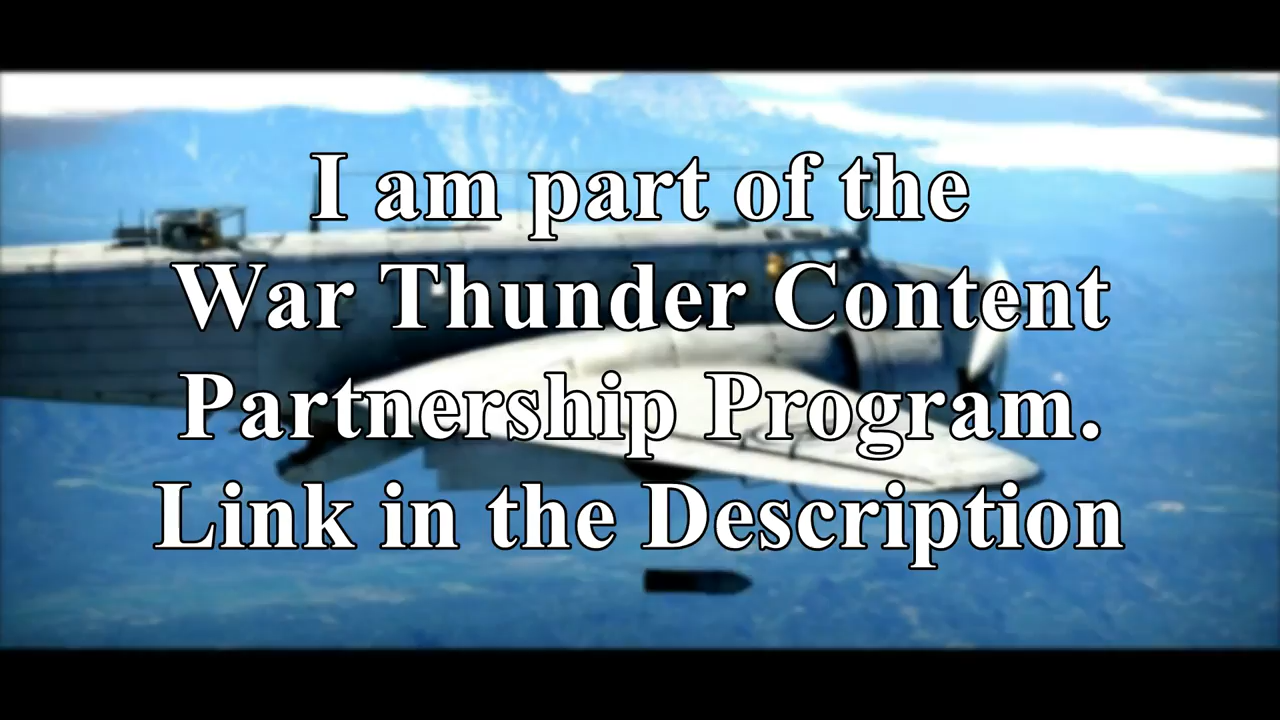 I am part of the
War Thunder Content
Partnership Program.
Link in the Description